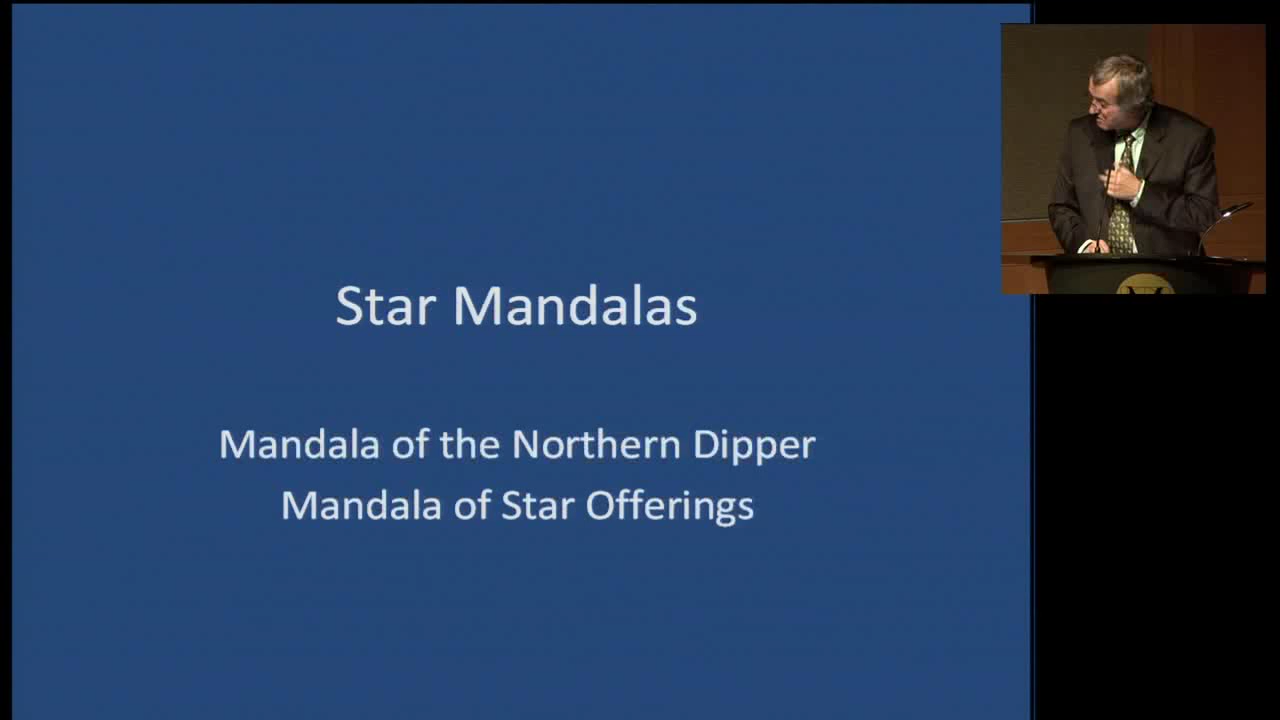 Star Mandalas
Mandala of the Northern Dipper
Mandala of Star Offerings